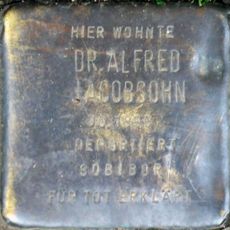 HIER WOHNTE
DR. ALFRED
JACOBSOHN
DEPORTIERT
SOBIBOR
FÜR TOT ERKLÄRT